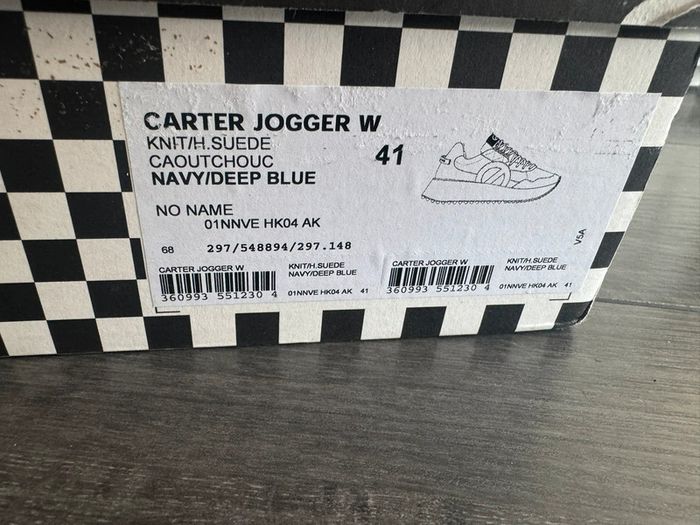 CARTER JOGGER W
KNIT/H.SUEDE
CAOUTCHOUC
41
NAVY/DEEP BLUE
NO NAME
01NNVE HK04 AK
68 297/548894/297.148
V5A
CARTER JOGGER W KNIT/H.SUEDE
NAVY/DEEP BLUE
360993 551230 4 01NNVE HK04 AK 41
CARTER JOGGER W KNIT/H.SUEDE
NAVY/DEEP BLUE
360993 551230 4 01NNVE HK04 AK 41